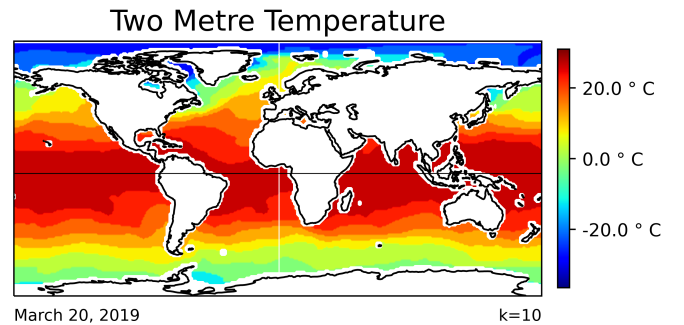 Two Metre Temperature
20.0 ° C
0.0 ° C
-20.0 ° C
March 20, 2019
k=10